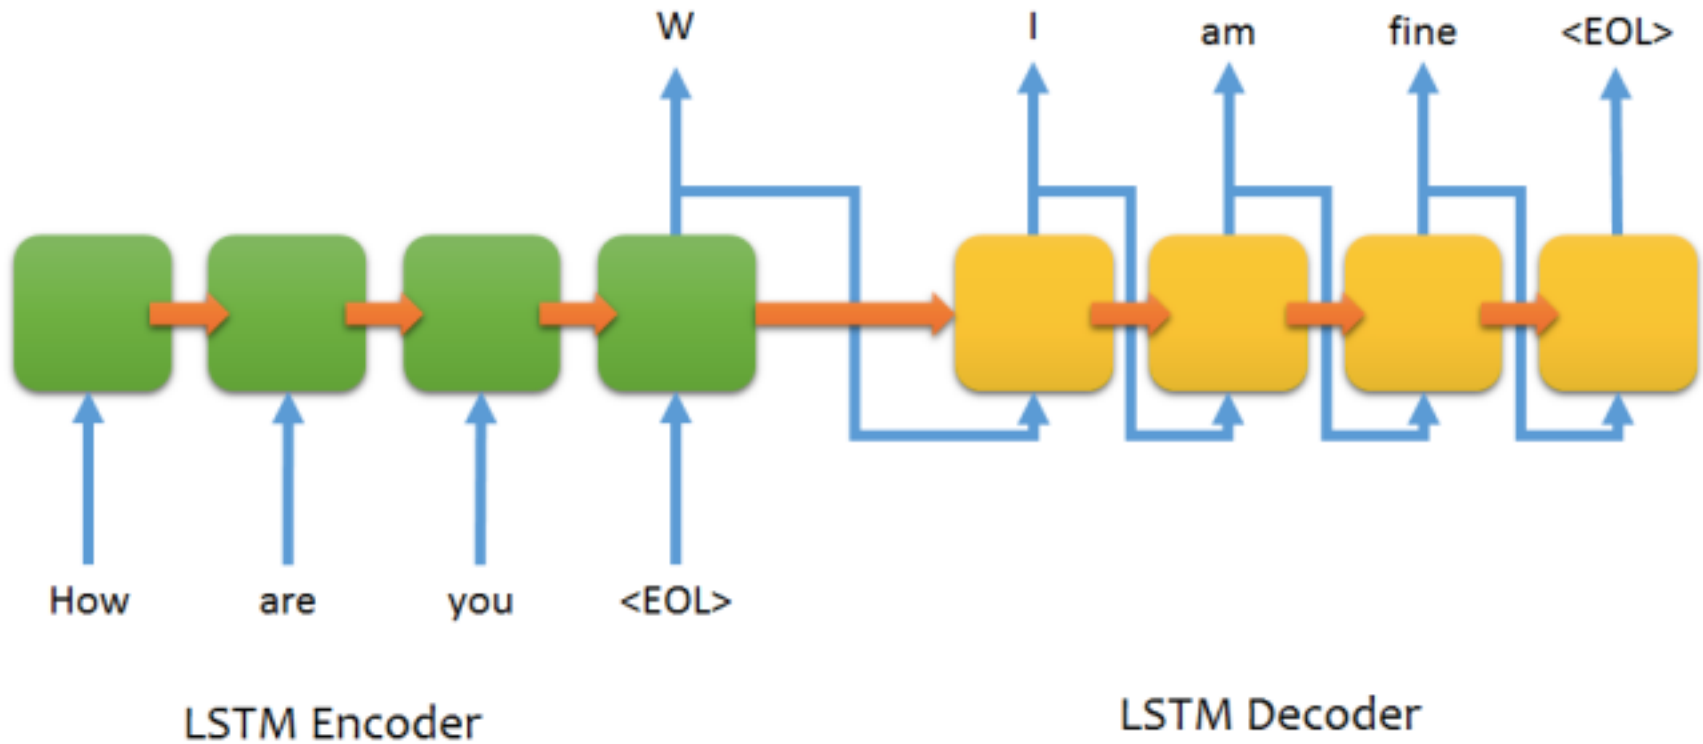 W I am fine <EOL>
How are you <EOL>
LSTM Encoder LSTM Decoder